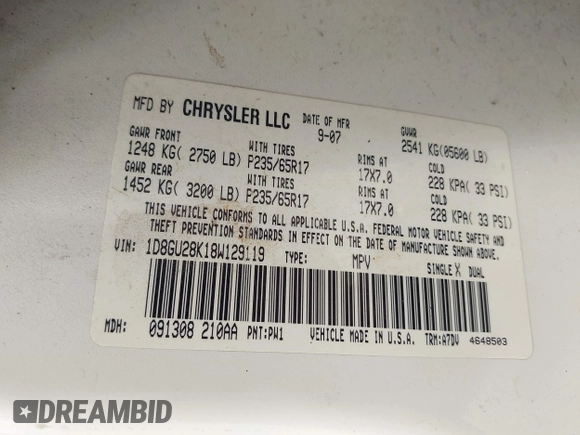 MFD BY CHRYSLER LLC DATE OF MFR GVWR
9-07 2541 KG(05600 LB)
GAWR FRONT WITH TIRES RIMS AT COLD
1248 KG( 2750 LB) P235/65R17 17X7.0 228 KPA( 33 PSI)
GAWR REAR WITH TIRES RIMS AT COLD
1452 KG( 3200 LB) P235/65R17 17X7.0 228 KPA( 33 PSI)
THIS VEHICLE CONFORMS TO ALL APPLICABLE U.S.A. FEDERAL MOTOR VEHICLE SAFETY AND
THEFT PREVENTION STANDARDS IN EFFECT ON THE DATE OF MANUFACTURE SHOWN ABOVE.
VIN: 1D8GU28K18W129119 TYPE: MPV SINGLE X DUAL
MDH: 091308 210AA PNT:PW1 VEHICLE MADE IN U.S.A. TRM:A7DV 4648503
DREAMBID